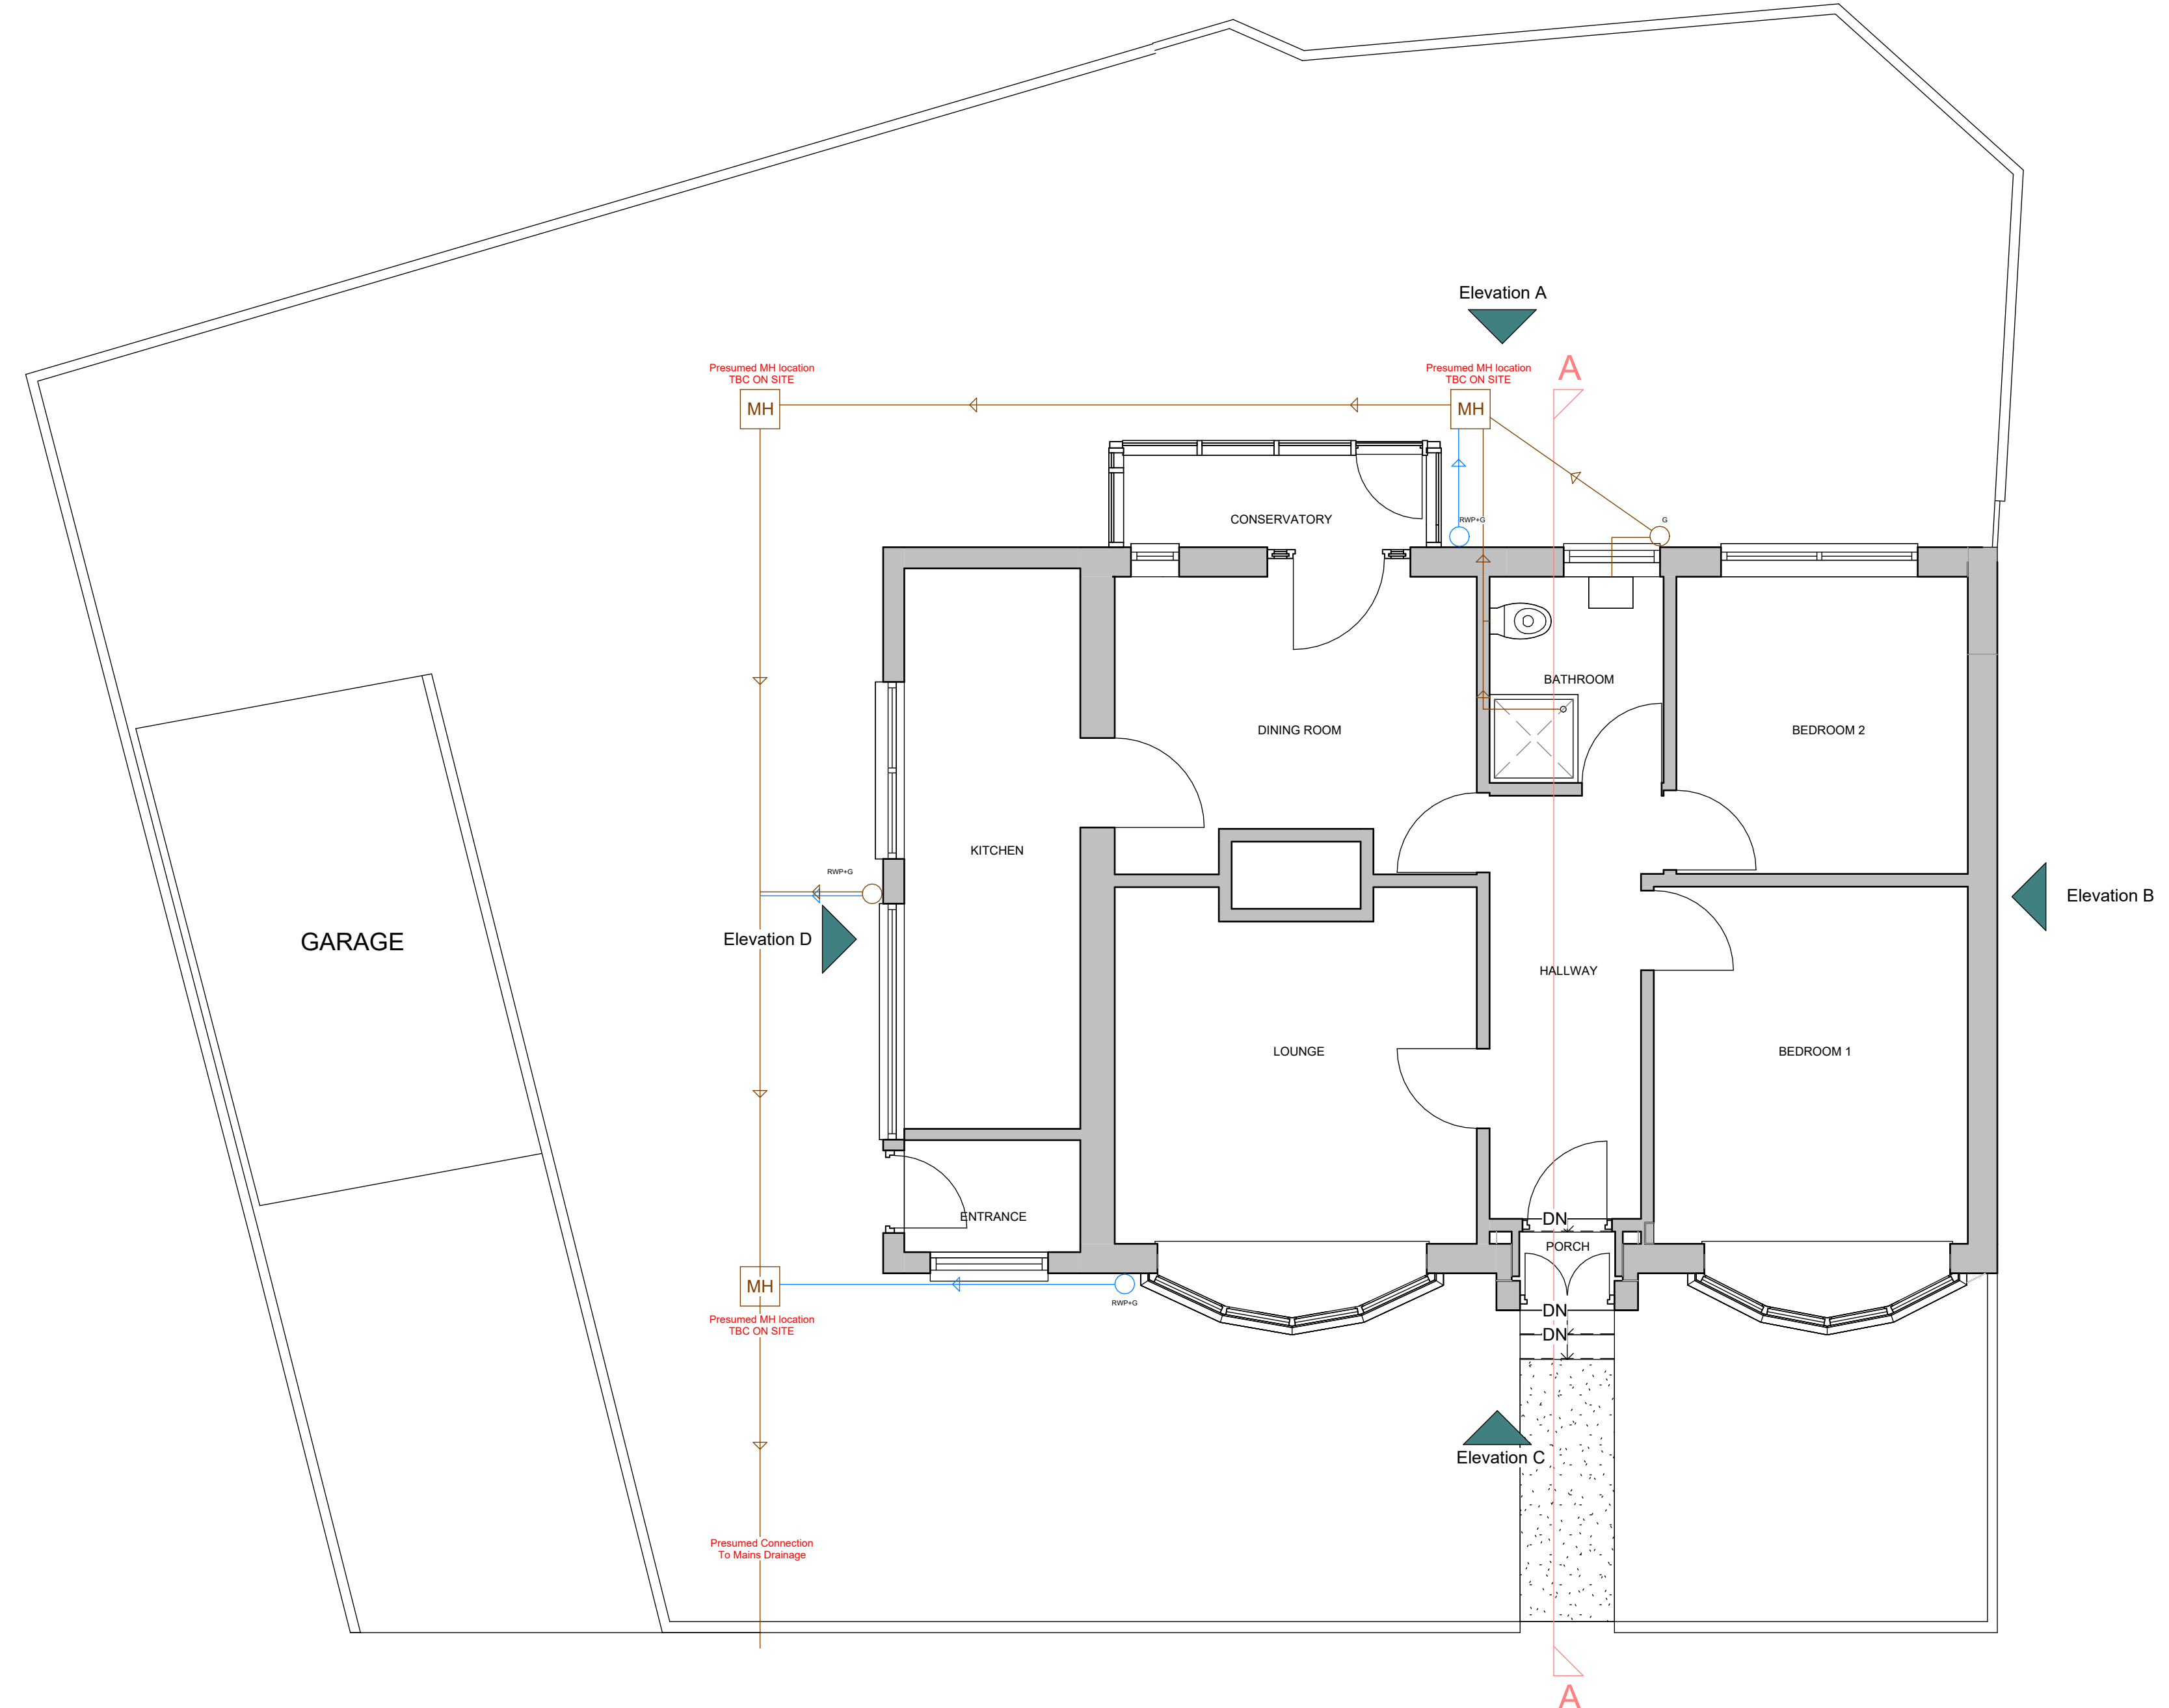 Elevation A
Presumed MH location
TBC ON SITE
Presumed MH location
TBC ON SITE
A
MH
MH
CONSERVATORY
RWP+G
G
BATHROOM
DINING ROOM
BEDROOM 2
KITCHEN
RWP+G
Elevation B
Elevation D
GARAGE
HALLWAY
LOUNGE
BEDROOM 1
ENTRANCE
DN
PORCH
MH
RWP+G
DN
Presumed MH location
TBC ON SITE
DN
Elevation C
Presumed Connection
To Mains Drainage
A